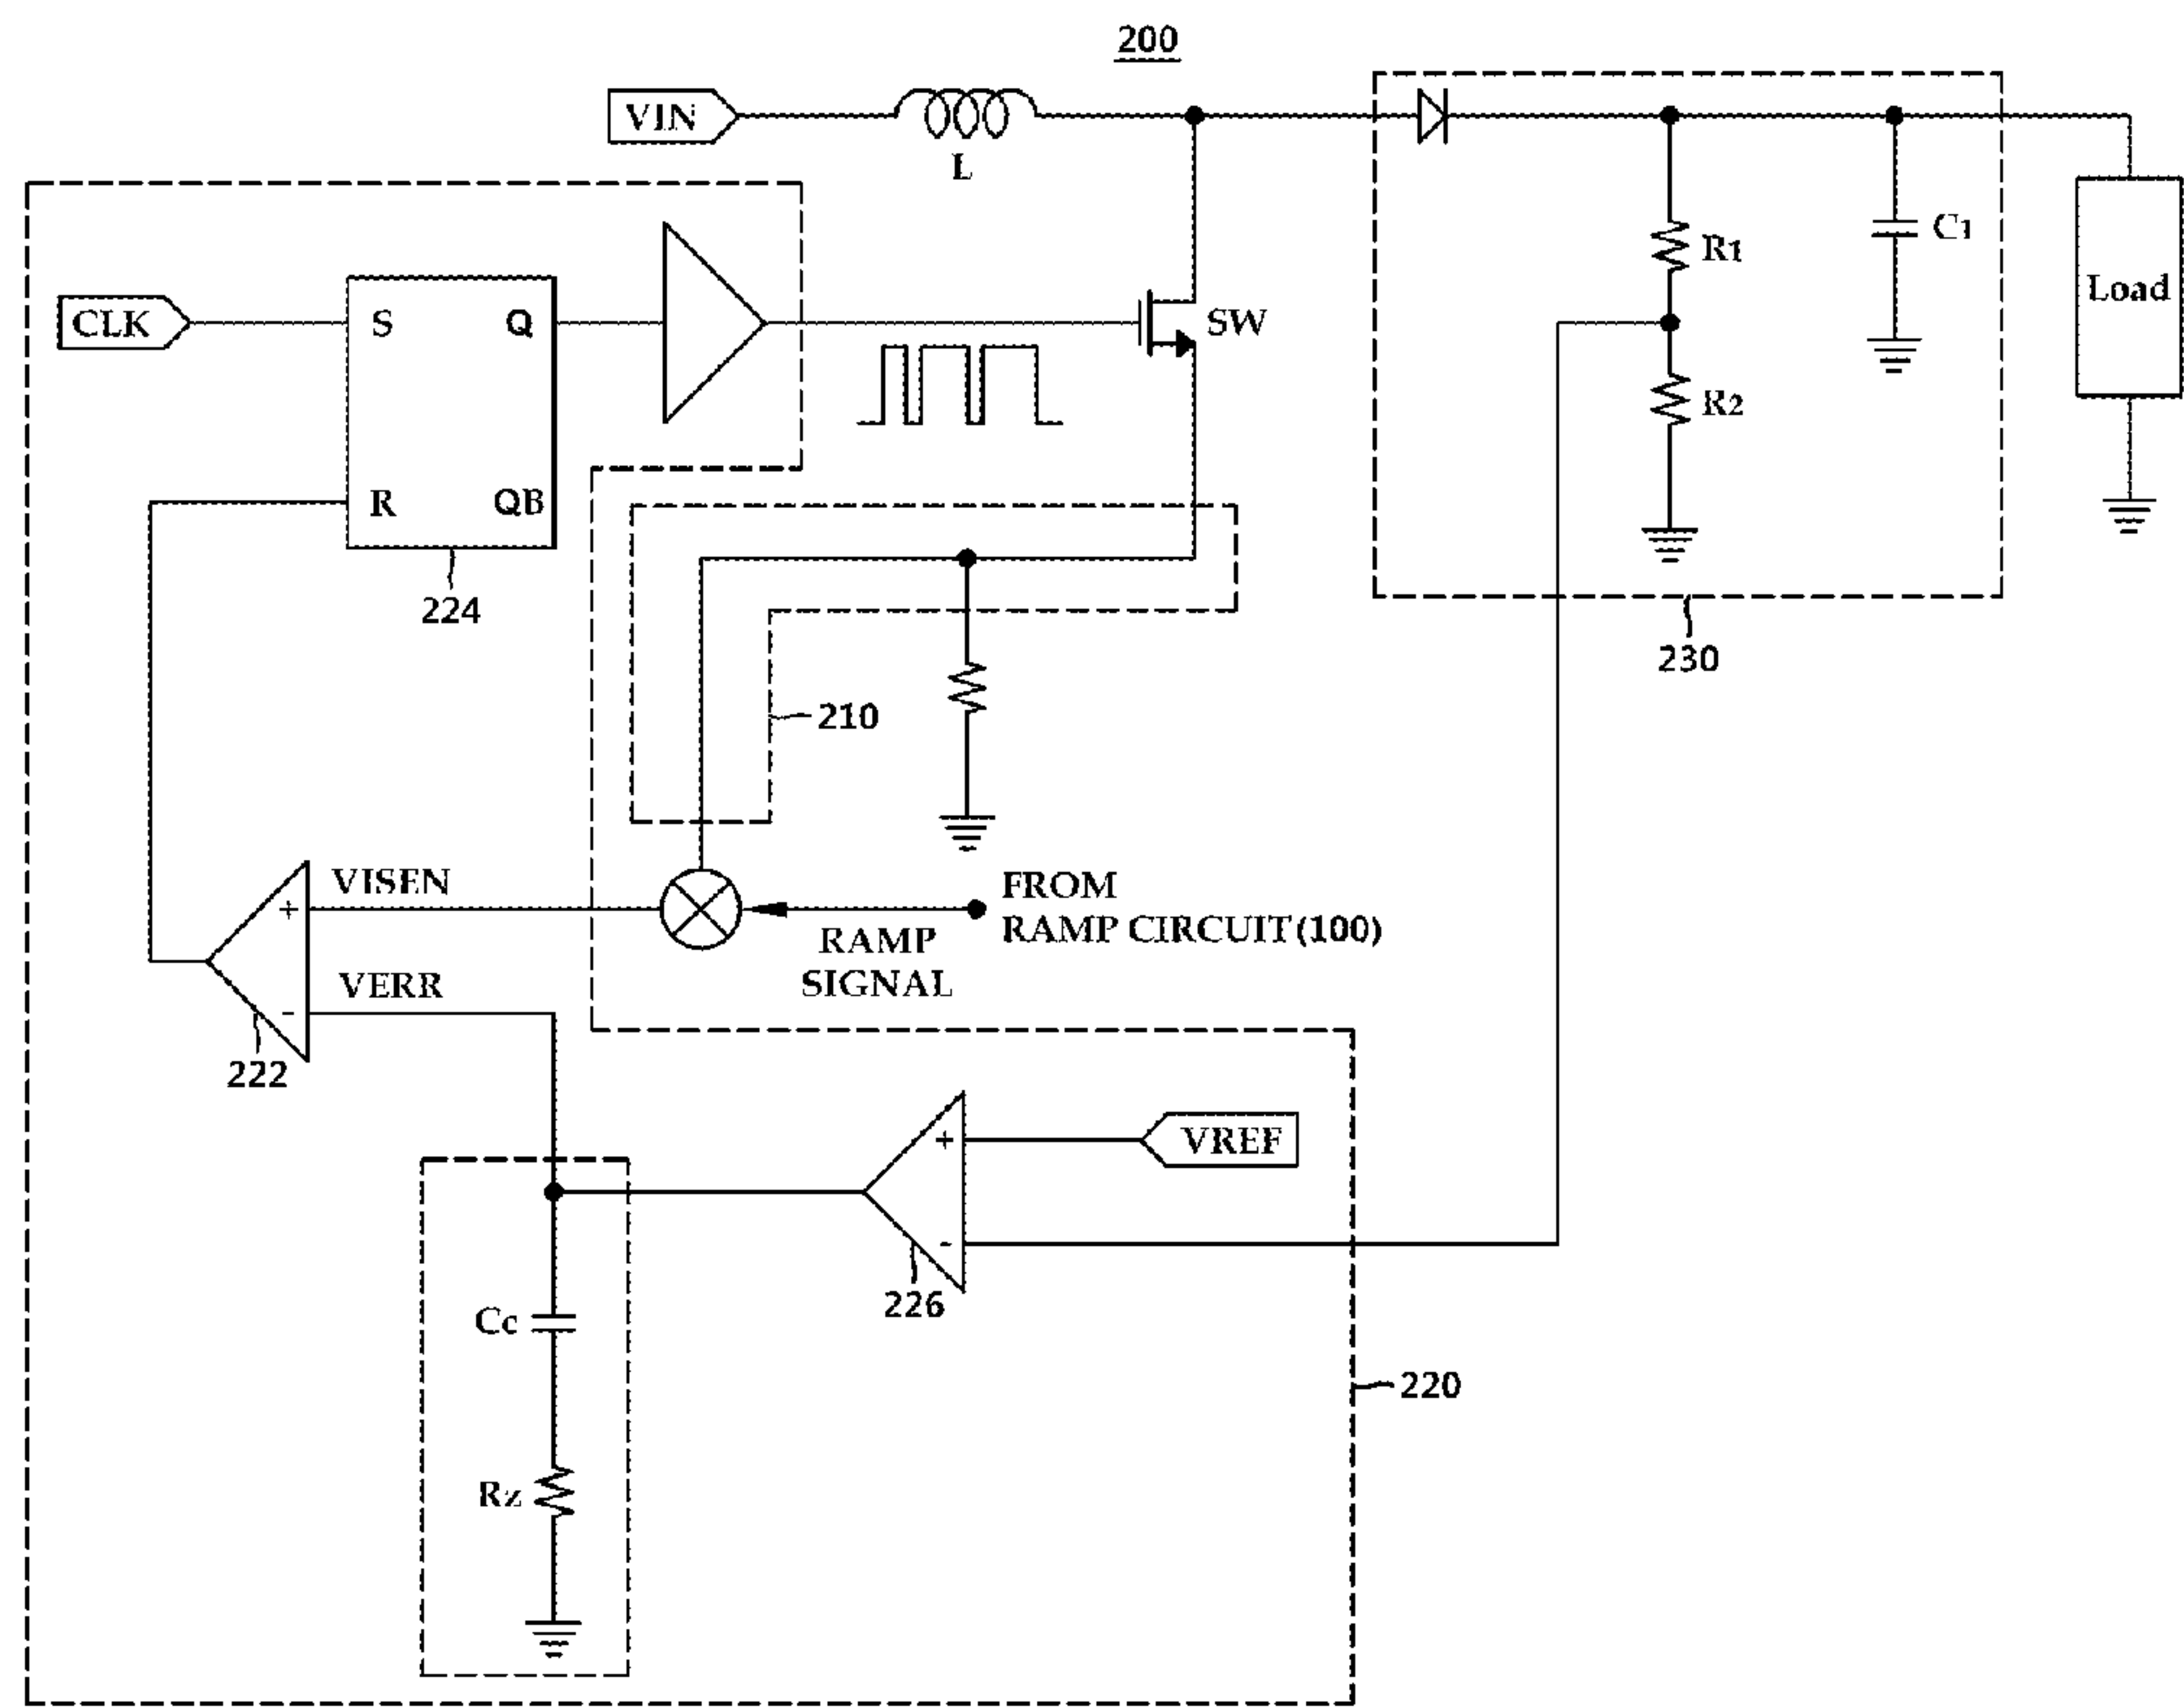 200
VIN
L
CLK
S
Q
R
QB
224
SW
R1
R2
C1
Load
230
210
VISEN
VERR
+
-
222
FROM
RAMP CIRCUIT(100)
RAMP
SIGNAL
VREF
+
-
226
Cc
Rz
220